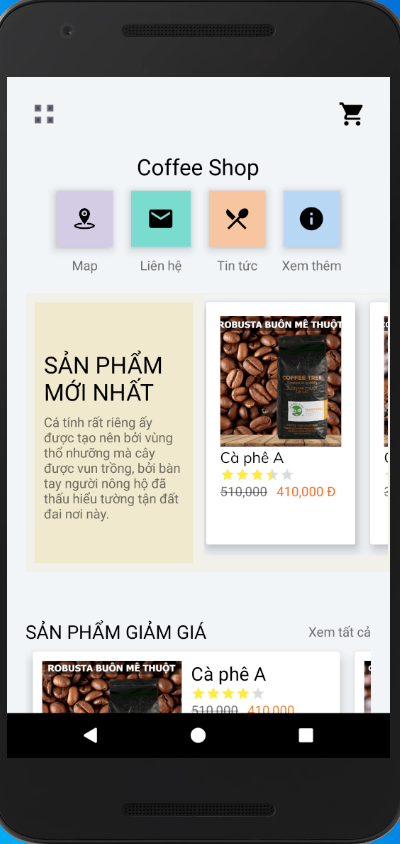 Coffee Shop
Map
Liên hệ
Tin tức
Xem thêm
SẢN PHẨM
MỚI NHẤT
Cá tính rất riêng ấy
được tạo nên bởi vùng
thổ nhưỡng mà cây
được vun trồng, bởi bàn
tay người nông hộ đã
thấu hiểu tường tận đất
đai nơi này.
ROBUSTA BUÔN MÊ THUỘT
COFFEE TREE
Cà phê A
510,000 410,000 Đ
SẢN PHẨM GIẢM GIÁ
Xem tất cả
ROBUSTA BUÔN MÊ THUỘT
Cà phê A
510,000 410,000